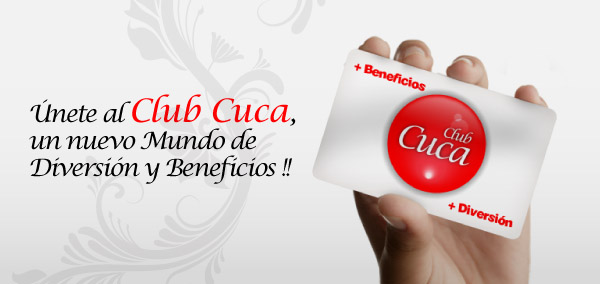 Únete al Club Cuca,
un nuevo Mundo de
Diversión y Beneficios !!
+ Beneficios
Club
Cuca
+ Diversión